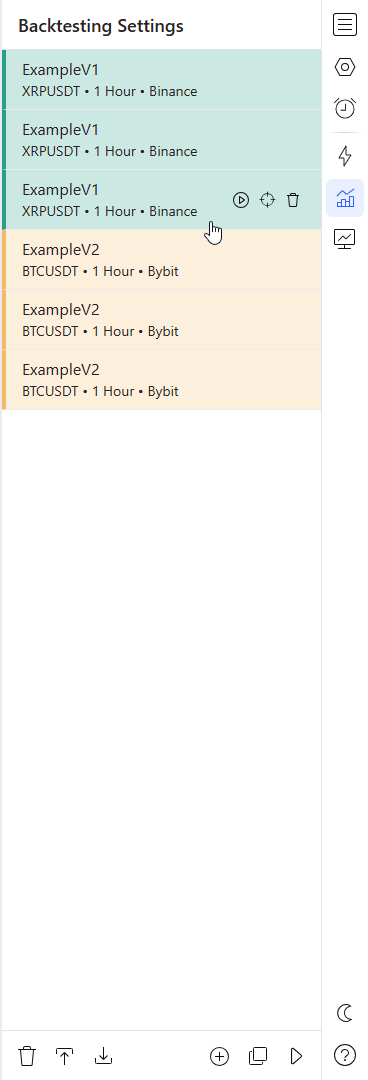 Backtesting Settings
ExampleV1
XRPUSDT • 1 Hour • Binance
ExampleV1
XRPUSDT • 1 Hour • Binance
ExampleV1
XRPUSDT • 1 Hour • Binance
ExampleV2
BTCUSDT • 1 Hour • Bybit
ExampleV2
BTCUSDT • 1 Hour • Bybit
ExampleV2
BTCUSDT • 1 Hour • Bybit